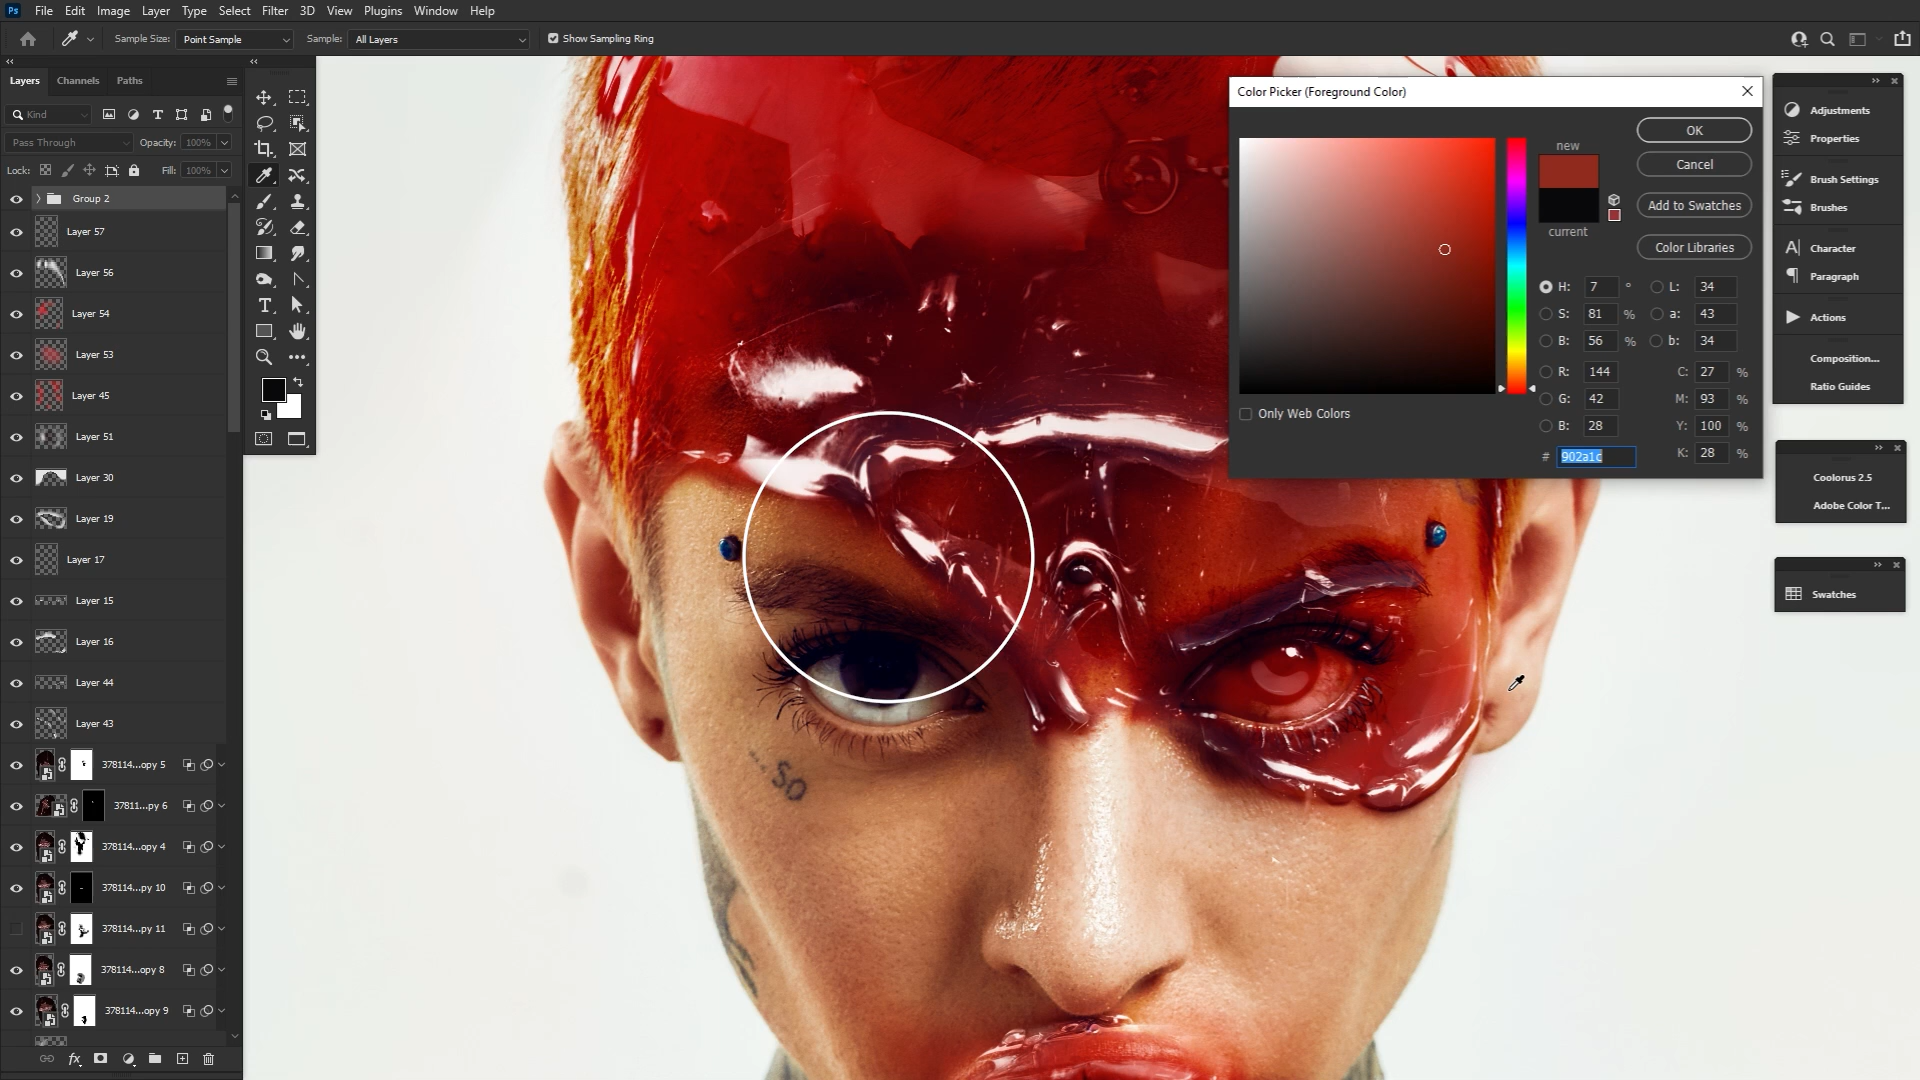 Ps File Edit Image Layer Type Select Filter 3D View Plugins Window Help
Sample Size: Point Sample Sample: All Layers Show Sampling Ring
Layers Channels Paths
Kind
Pass Through Opacity: 100%
Lock: Fill: 100%
Group 2
Layer 57
Layer 56
Layer 54
Layer 53
Layer 45
Layer 51
Layer 30
Layer 19
Layer 17
Layer 15
Layer 16
Layer 44
Layer 43
378114...opy 5
37811...py 6
378114...opy 4
378114...py 10
378114...py 11
378114...opy 8
378114...opy 9
fx
... SO
Color Picker (Foreground Color)
new
current
OK
Cancel
Add to Swatches
Color Libraries
H: 7 ° L: 34
S: 81 % a: 43
B: 56 % b: 34
R: 144 C: 27 %
G: 42 M: 93 %
B: 28 Y: 100 %
# 902a1c K: 28 %
Only Web Colors
Adjustments
Properties
Brush Settings
Brushes
Character
Paragraph
Actions
Composition...
Ratio Guides
Coolorus 2.5
Adobe Color T...
Swatches